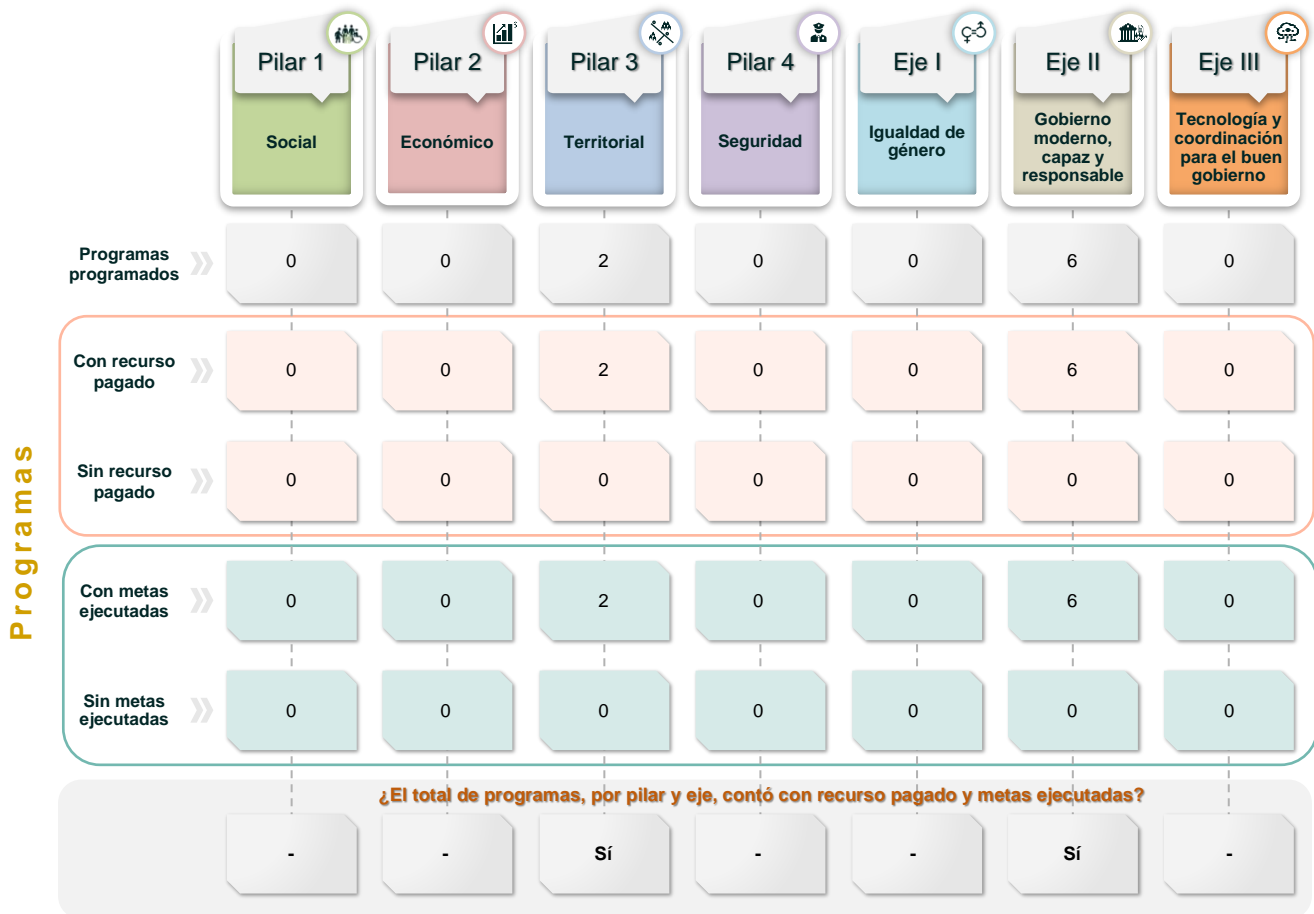 Pilar 1
Pilar 2
Pilar 3
Pilar 4
Eje I
Eje II
Eje III
Social
Económico
Territorial
Seguridad
Igualdad de
género
Gobierno
moderno,
capaz y
responsable
Tecnología y
coordinación
para el buen
gobierno
Programas
Programas
programados
0
0
2
0
0
6
0
Con recurso
pagado
0
0
2
0
0
6
0
Sin recurso
pagado
0
0
0
0
0
0
0
Con metas
ejecutadas
0
0
2
0
0
6
0
Sin metas
ejecutadas
0
0
0
0
0
0
0
¿El total de programas, por pilar y eje, contó con recurso pagado y metas ejecutadas?
-
-
Sí
-
-
Sí
-